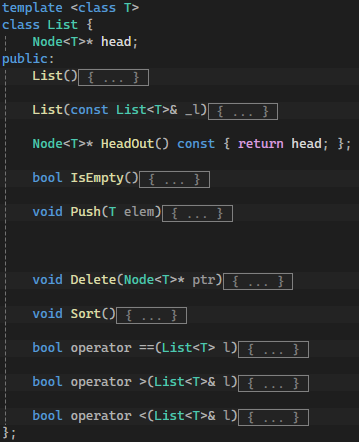 template <class T>
class List {
Node<T>* head;
public:
List(){ ... }
List(const List<T>& _l){ ... }
Node<T>* HeadOut() const { return head; };
bool IsEmpty(){ ... }
void Push(T elem){ ... }
void Delete(Node<T>* ptr){ ... }
void Sort(){ ... }
bool operator ==(List<T> l){ ... }
bool operator >(List<T>& l){ ... }
bool operator <(List<T>& l){ ... }
};